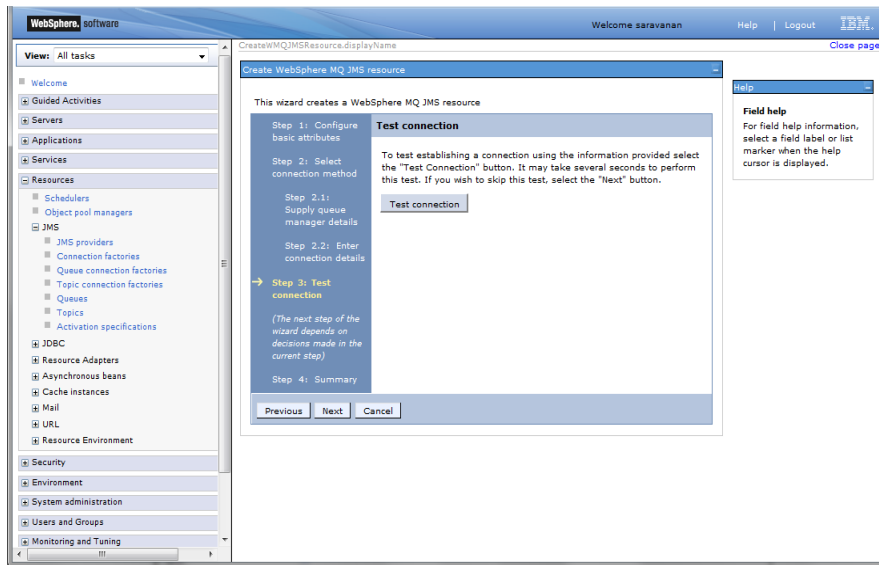 WebSphere. software
Welcome saravanan
Help | Logout
IBM.
View: All tasks
Welcome
Guided Activities
Servers
Applications
Services
Resources
Schedulers
Object pool managers
JMS
JMS providers
Connection factories
Queue connection factories
Topic connection factories
Queues
Topics
Activation specifications
JDBC
Resource Adapters
Asynchronous beans
Cache instances
Mail
URL
Resource Environment
Security
Environment
System administration
Users and Groups
Monitoring and Tuning
CreateWMQJMSResource.displayName
Close page
Create WebSphere MQ JMS resource
This wizard creates a WebSphere MQ JMS resource
Step 1: Configure
basic attributes
Step 2: Select
connection method
Step 2.1:
Supply queue
manager details
Step 2.2: Enter
connection details
Step 3: Test
connection
(The next step of the
wizard depends on
decisions made in the
current step)
Step 4: Summary
Test connection
To test establishing a connection using the information provided select
the "Test Connection" button. It may take several seconds to perform
this test. If you wish to skip this test, select the "Next" button.
Test connection
Previous Next Cancel
Help
Field help
For field help information,
select a field label or list
marker when the help
cursor is displayed.